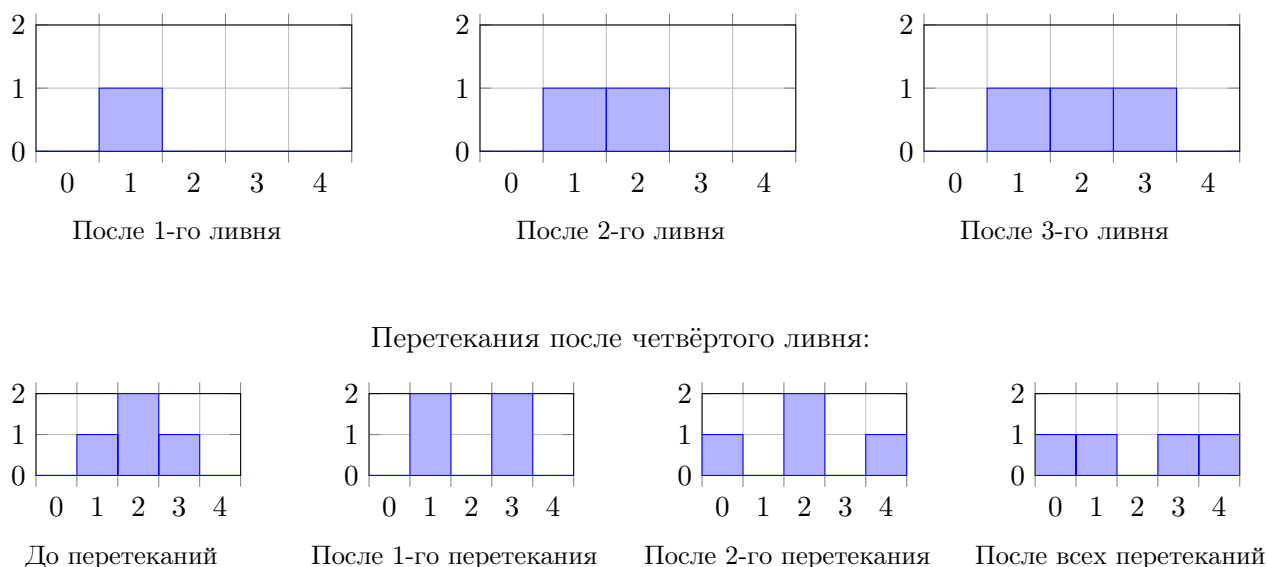 2
1
0
0 1 2 3 4
После 1-го ливня
2
1
0
0 1 2 3 4
После 2-го ливня
2
1
0
0 1 2 3 4
После 3-го ливня
Перетекания после четвёртого ливня:
2
1
0
0 1 2 3 4
До перетеканий
2
1
0
0 1 2 3 4
После 1-го перетекания
2
1
0
0 1 2 3 4
После 2-го перетекания
2
1
0
0 1 2 3 4
После всех перетеканий